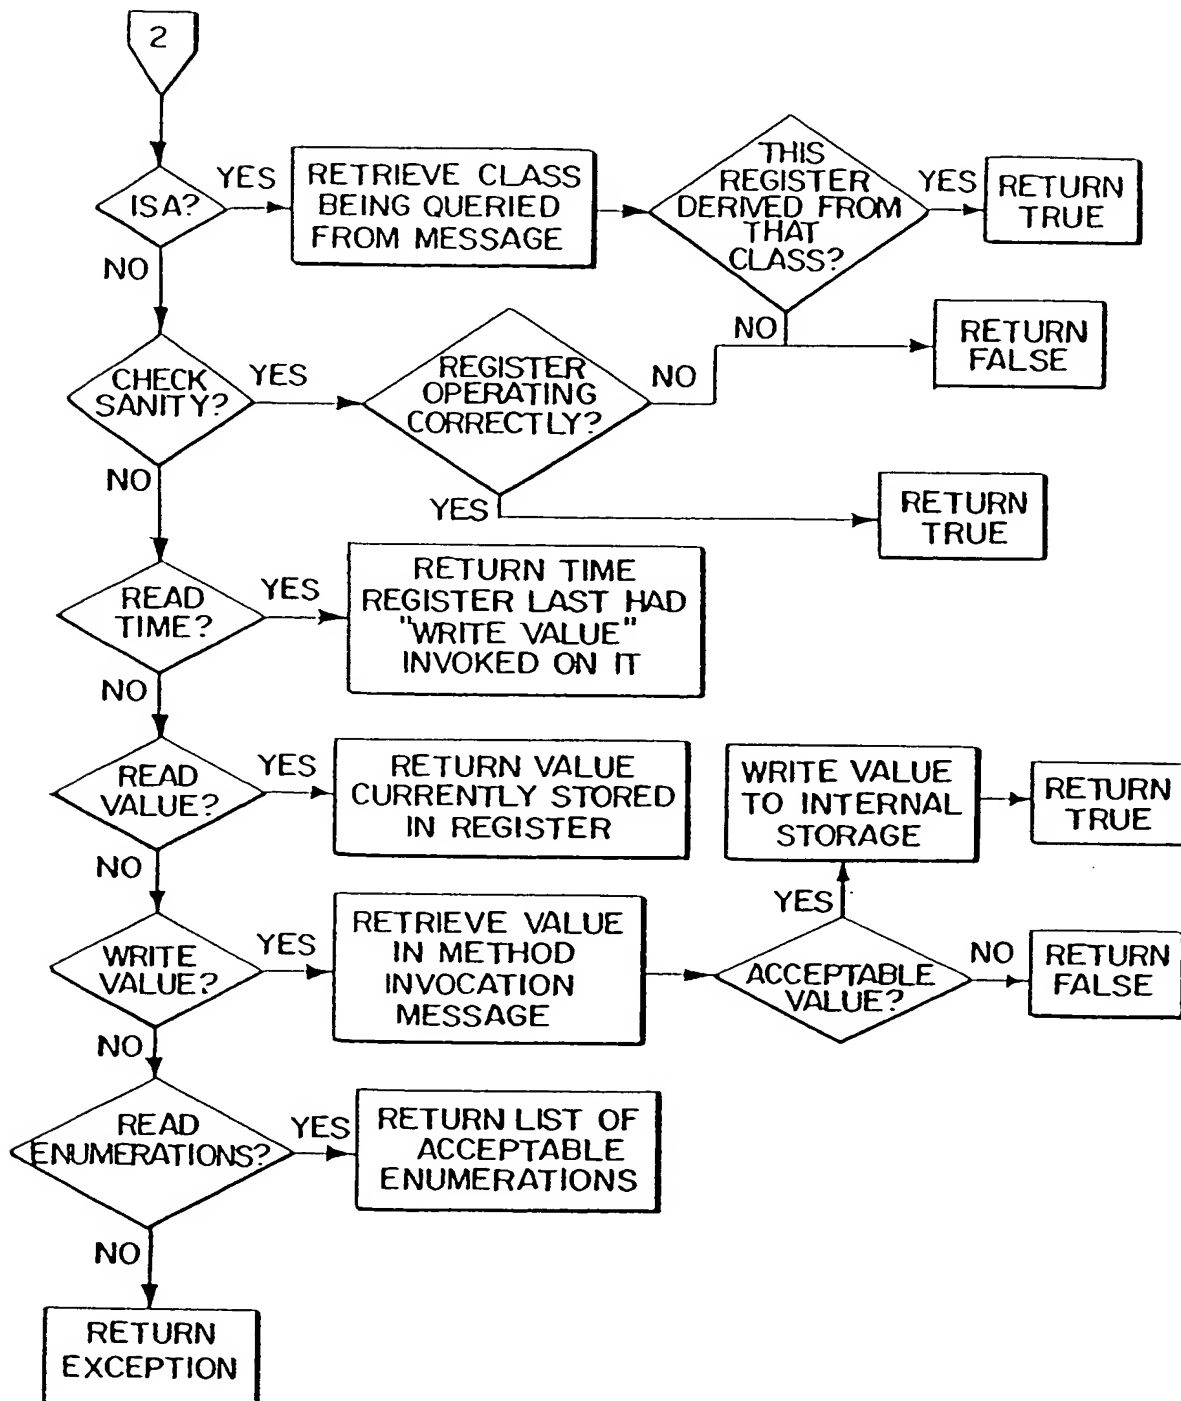 2
ISA?
YES
RETRIEVE CLASS
BEING QUERIED
FROM MESSAGE
THIS
REGISTER
DERIVED FROM
THAT
CLASS?
YES
RETURN
TRUE
NO
NO
RETURN
FALSE
CHECK
SANITY?
YES
REGISTER
OPERATING
CORRECTLY?
NO
YES
RETURN
TRUE
NO
READ
TIME?
YES
RETURN TIME
REGISTER LAST HAD
"WRITE VALUE"
INVOKED ON IT
NO
READ
VALUE?
YES
RETURN VALUE
CURRENTLY STORED
IN REGISTER
WRITE VALUE
TO INTERNAL
STORAGE
RETURN
TRUE
NO
YES
WRITE
VALUE?
YES
RETRIEVE VALUE
IN METHOD
INVOCATION
MESSAGE
ACCEPTABLE
VALUE?
NO
RETURN
FALSE
NO
READ
ENUMERATIONS?
YES
RETURN LIST OF
ACCEPTABLE
ENUMERATIONS
NO
RETURN
EXCEPTION